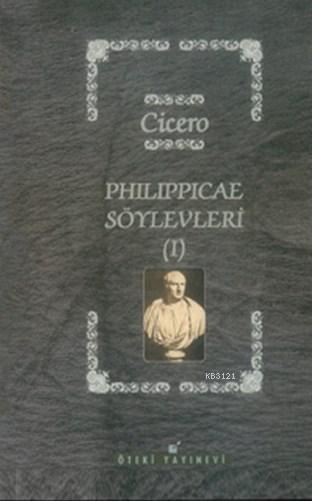 Cicero
PHILIPPICAE
SÖYLEVLERİ
(I)
KB3121
ÖTEKİ YAYINEVİ